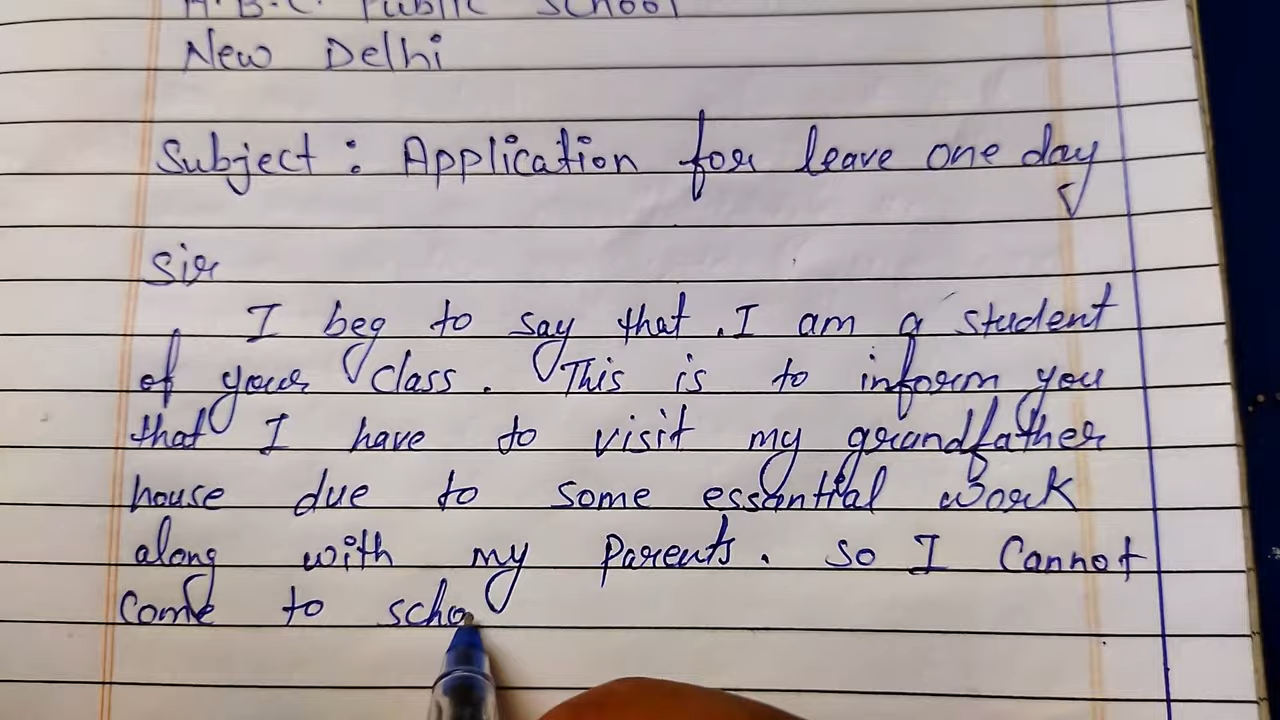 A.B.C. Public School
New Delhi
Subject : Application for leave one day
Sir
I beg to say that . I am a student
of your class . This is to inform you
that I have to visit my grandfather
house due to some essential work
along with my Parents . So I Cannot
Come to scho